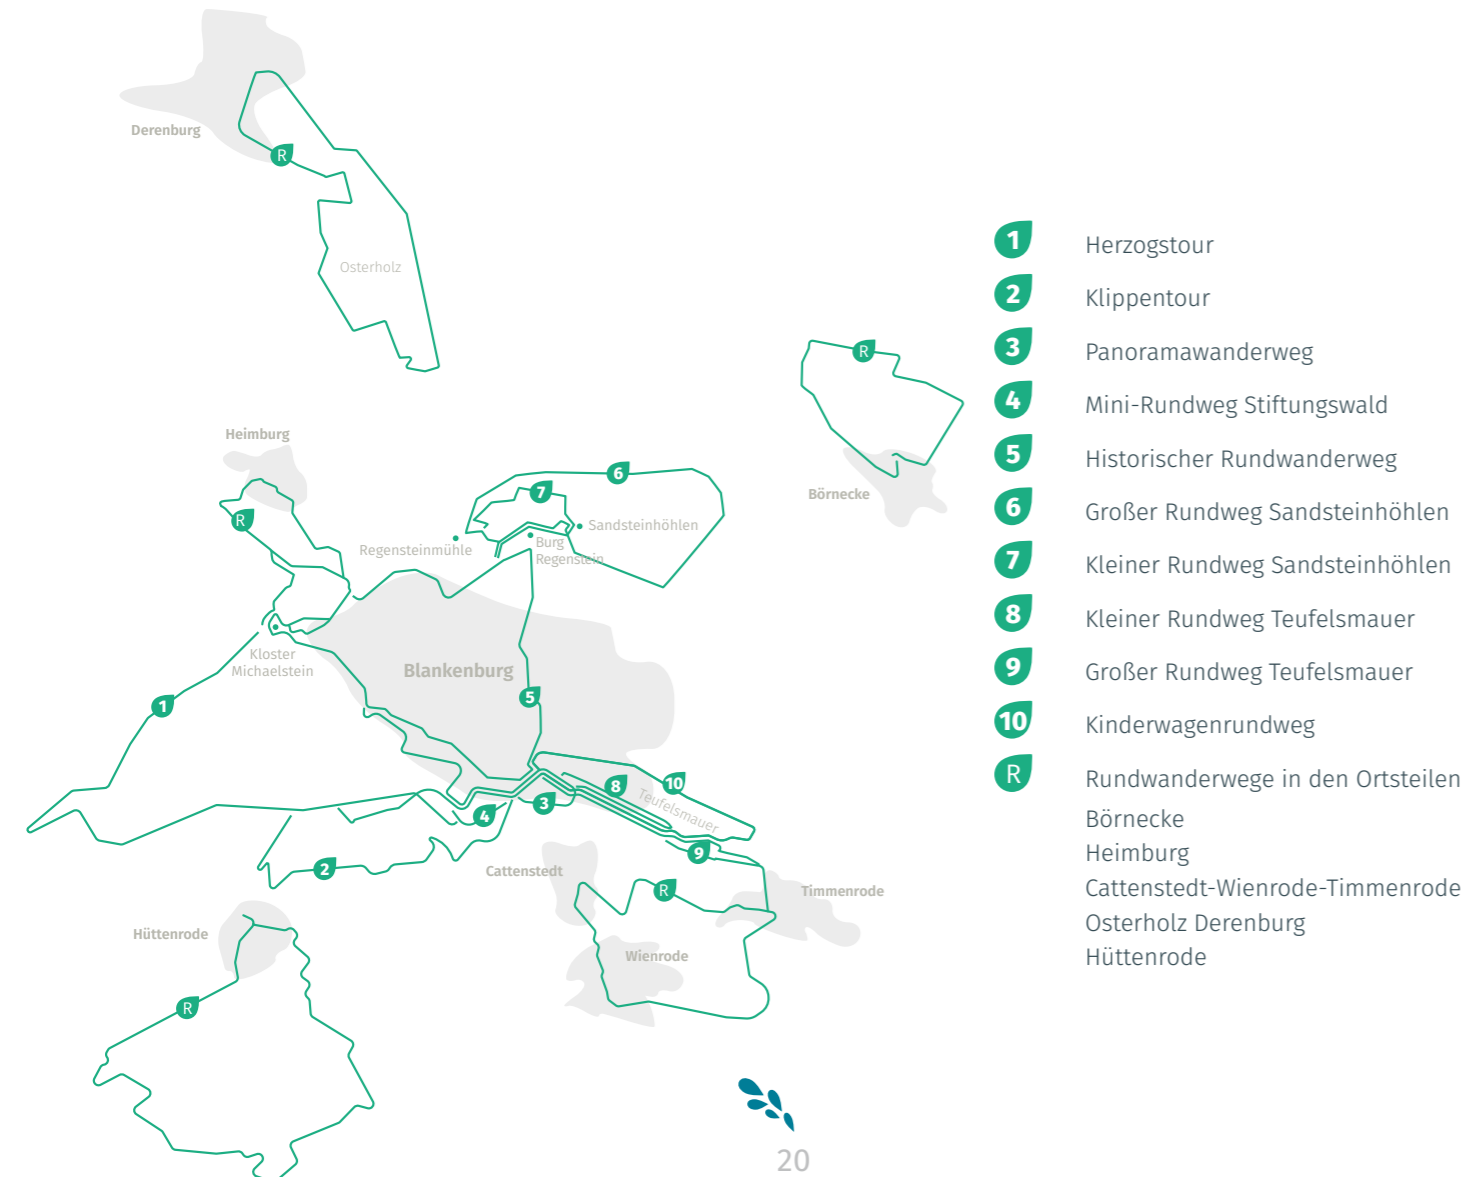 Derenburg
R
Osterholz
R
Börnecke
Heimburg
R
6
7
Sandsteinhöhlen
Regensteinmühle
Burg
Regenstein
Kloster
Michaelstein
Blankenburg
1
5
8
10
Teufelsmauer
3
4
9
2
Cattenstedt
R
Timmenrode
Wienrode
Hüttenrode
R
1 Herzogstour
2 Klippentour
3 Panoramawanderweg
4 Mini-Rundweg Stiftungswald
5 Historischer Rundwanderweg
6 Großer Rundweg Sandsteinhöhlen
7 Kleiner Rundweg Sandsteinhöhlen
8 Kleiner Rundweg Teufelsmauer
9 Großer Rundweg Teufelsmauer
10 Kinderwagenrundweg
R Rundwanderwege in den Ortsteilen
Börnecke
Heimburg
Cattenstedt-Wienrode-Timmenrode
Osterholz Derenburg
Hüttenrode
20